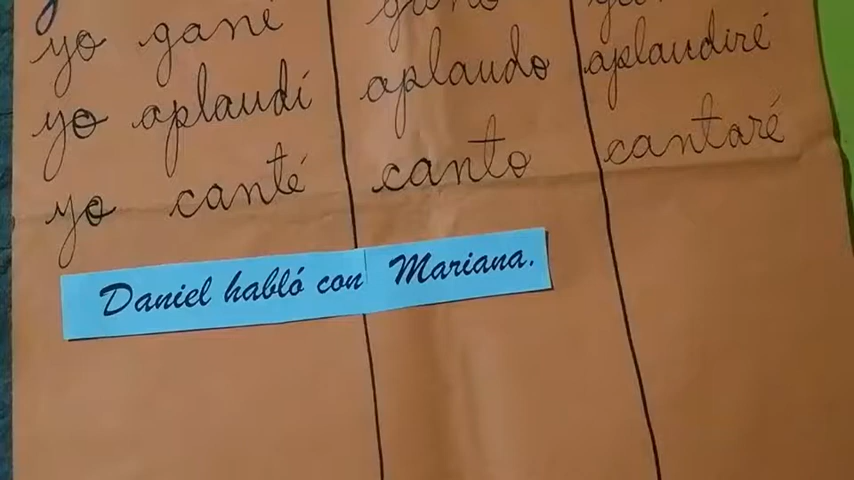 yo gané
yo aplaudí aplaudo aplaudiré
yo canté canto cantaré
Daniel habló con Mariana.